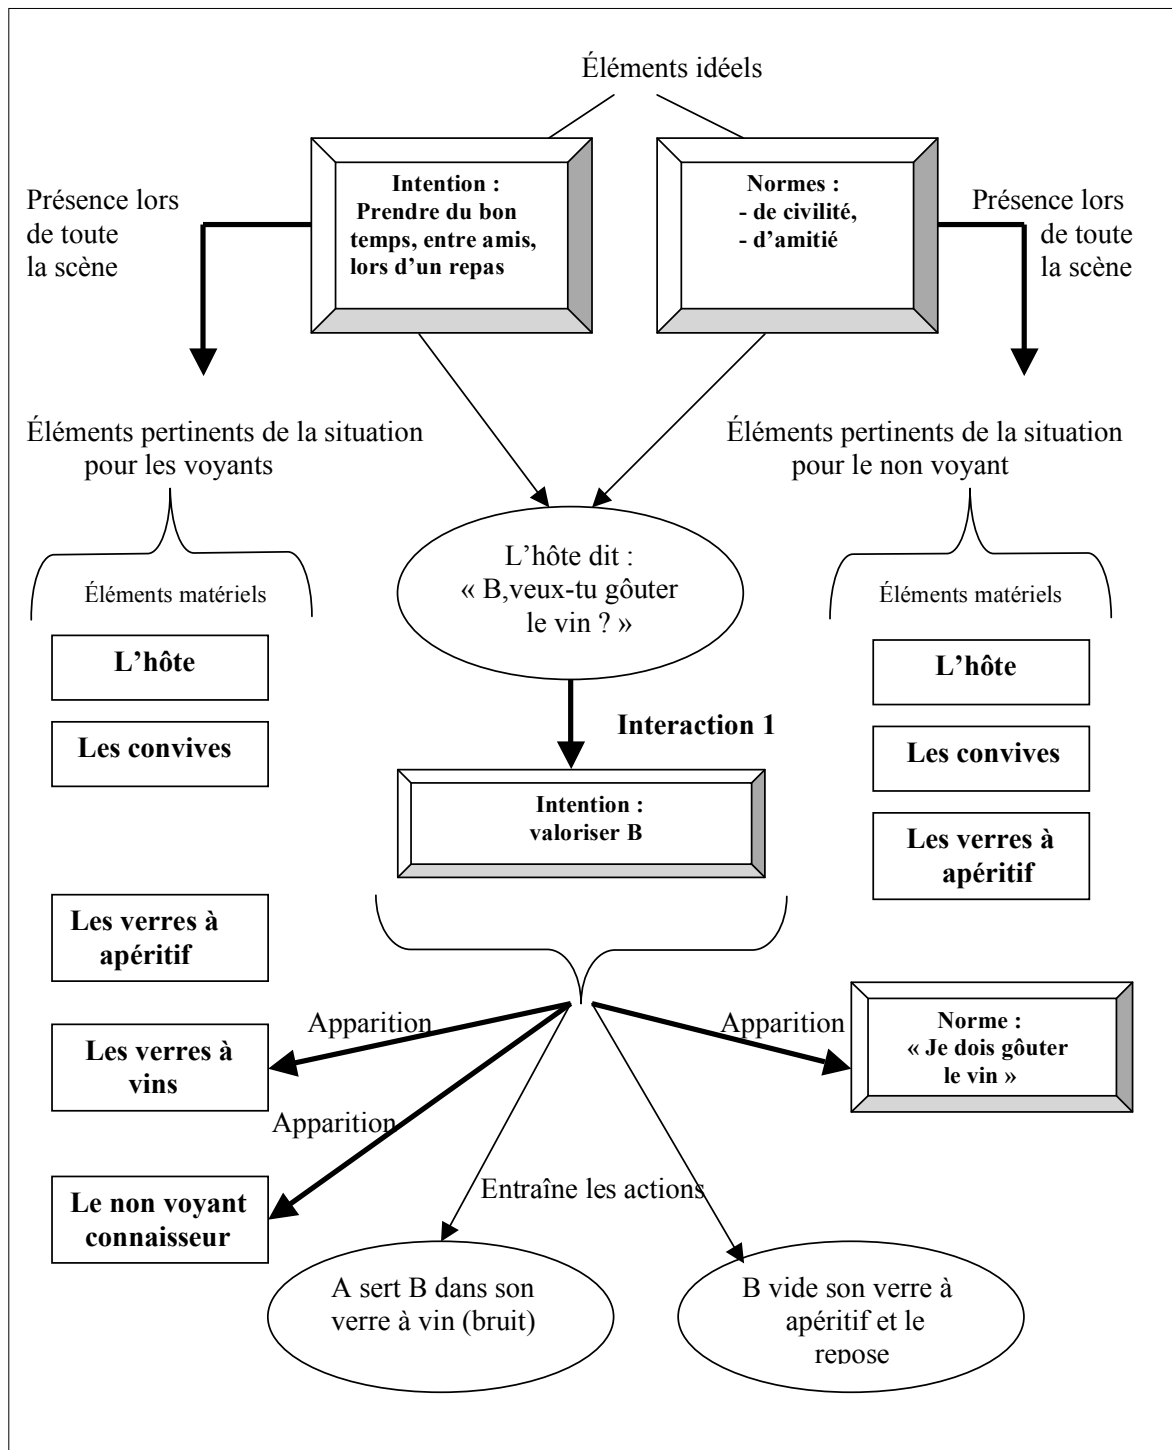 Éléments idéels
Intention :
Prendre du bon
temps, entre amis,
lors d’un repas
Normes :
- de civilité,
- d’amitié
Présence lors
de toute
la scène
Présence lors
de toute
la scène
Éléments pertinents de la situation
pour les voyants
Éléments pertinents de la situation
pour le non voyant
L’hôte dit :
« B,veux-tu gôuter
le vin ? »
Éléments matériels
Éléments matériels
L’hôte
L’hôte
Interaction 1
Les convives
Les convives
Intention :
valoriser B
Les verres à
apéritif
Les verres à
apéritif
Apparition
Apparition
Les verres à
vins
Norme :
« Je dois gôuter
le vin »
Apparition
Le non voyant
connaisseur
Entraîne les actions
A sert B dans son
verre à vin (bruit)
B vide son verre à
apéritif et le
repose